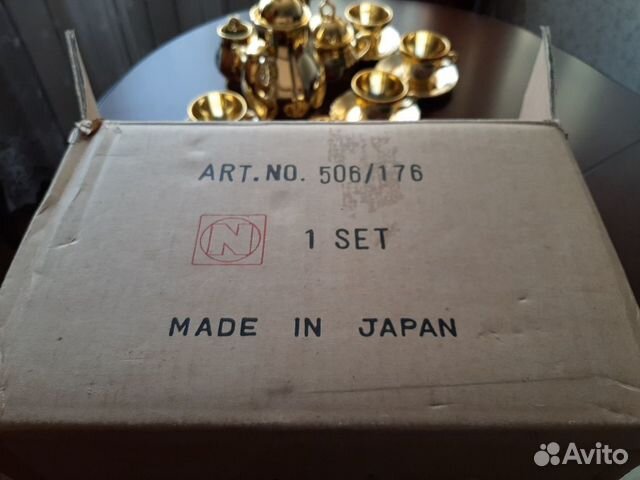 ART.NO. 506/176
N 1 SET
MADE IN JAPAN
Avito